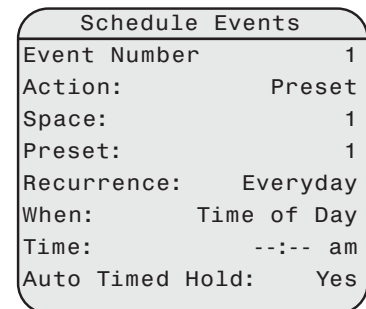 Schedule Events
Event Number 1
Action: Preset
Space: 1
Preset: 1
Recurrence: Everyday
When: Time of Day
Time: --:-- am
Auto Timed Hold: Yes